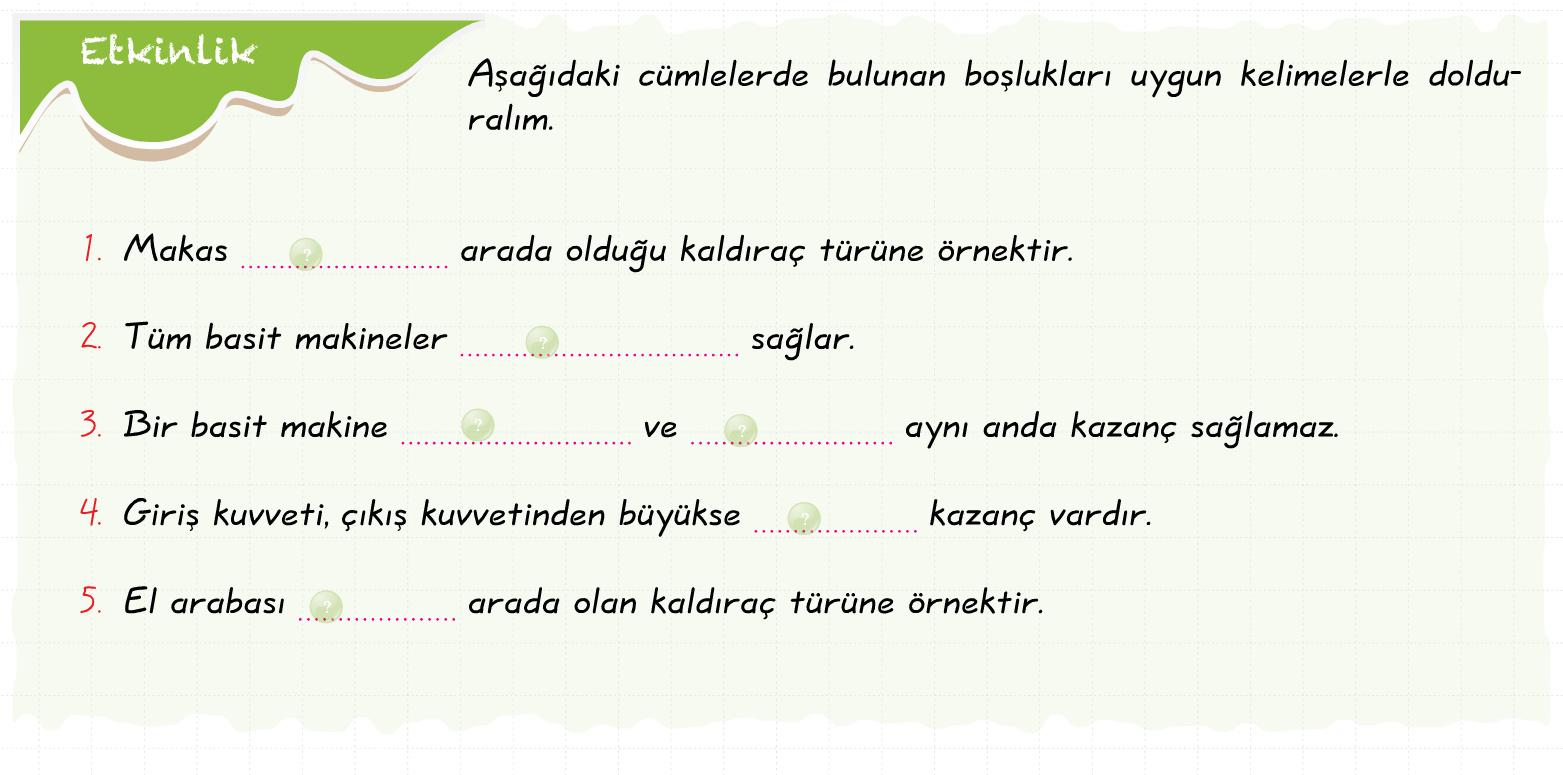 Etkinlik
Aşağıdaki cümlelerde bulunan boşlukları uygun kelimelerle doldu-
ralım.
1. Makas ? arada olduğu kaldıraç türüne örnektir.
2. Tüm basit makineler ? sağlar.
3. Bir basit makine ? ve ? aynı anda kazanç sağlamaz.
4. Giriş kuvveti, çıkış kuvvetinden büyükse ? kazanç vardır.
5. El arabası ? arada olan kaldıraç türüne örnektir.